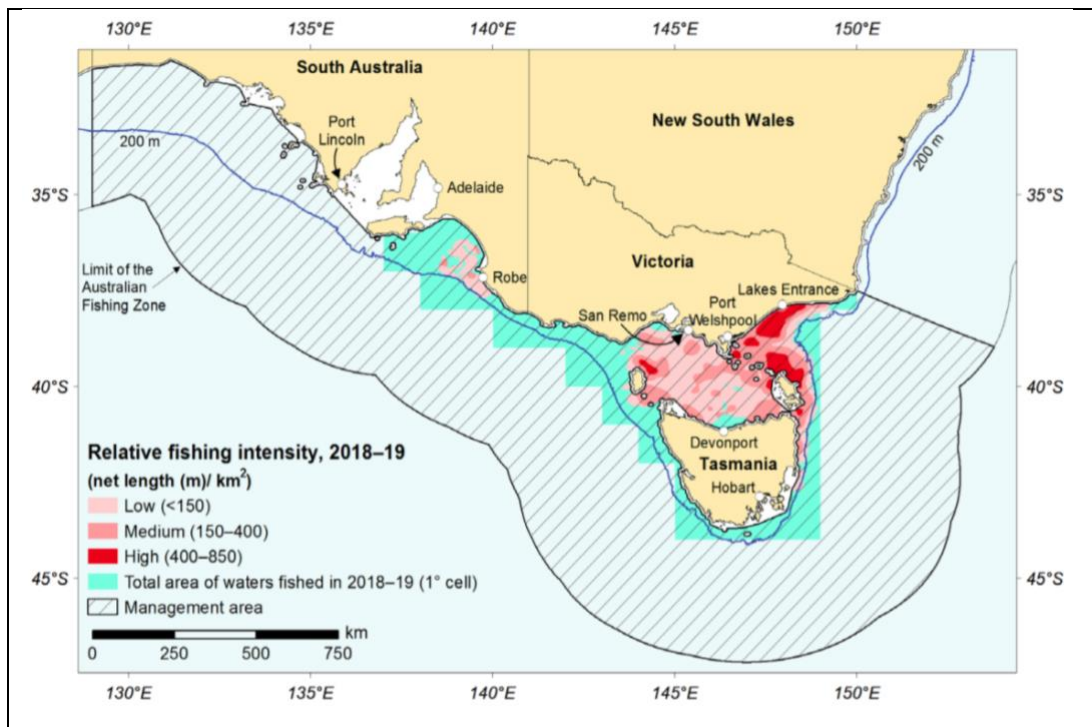 130°E 135°E 140°E 145°E 150°E
South Australia
New South Wales
Port
Lincoln
200 m
200 m
35°S 35°S
Adelaide
Limit of the
Australian
Fishing Zone
Robe
Victoria
Lakes Entrance
Port
Welshpool
San Remo
40°S 40°S
Devonport
Tasmania
Hobart
Relative fishing intensity, 2018–19
(net length (m)/ km²)
Low (<150)
Medium (150–400)
High (400–850)
Total area of waters fished in 2018–19 (1° cell)
Management area
45°S 45°S
km
0 250 500 750
130°E 135°E 140°E 145°E 150°E